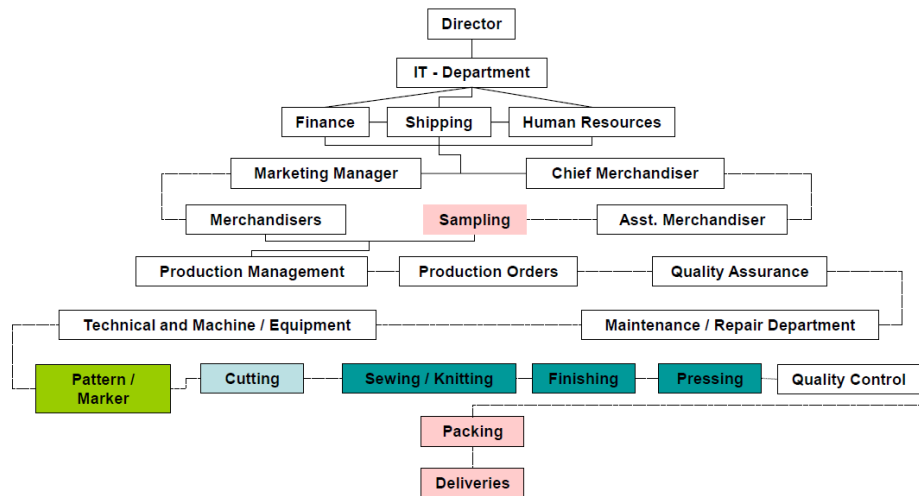 Director
IT - Department
Finance
Shipping
Human Resources
Marketing Manager
Chief Merchandiser
Merchandisers
Sampling
Asst. Merchandiser
Production Management
Production Orders
Quality Assurance
Technical and Machine / Equipment
Maintenance / Repair Department
Pattern /
Marker
Cutting
Sewing / Knitting
Finishing
Pressing
Quality Control
Packing
Deliveries